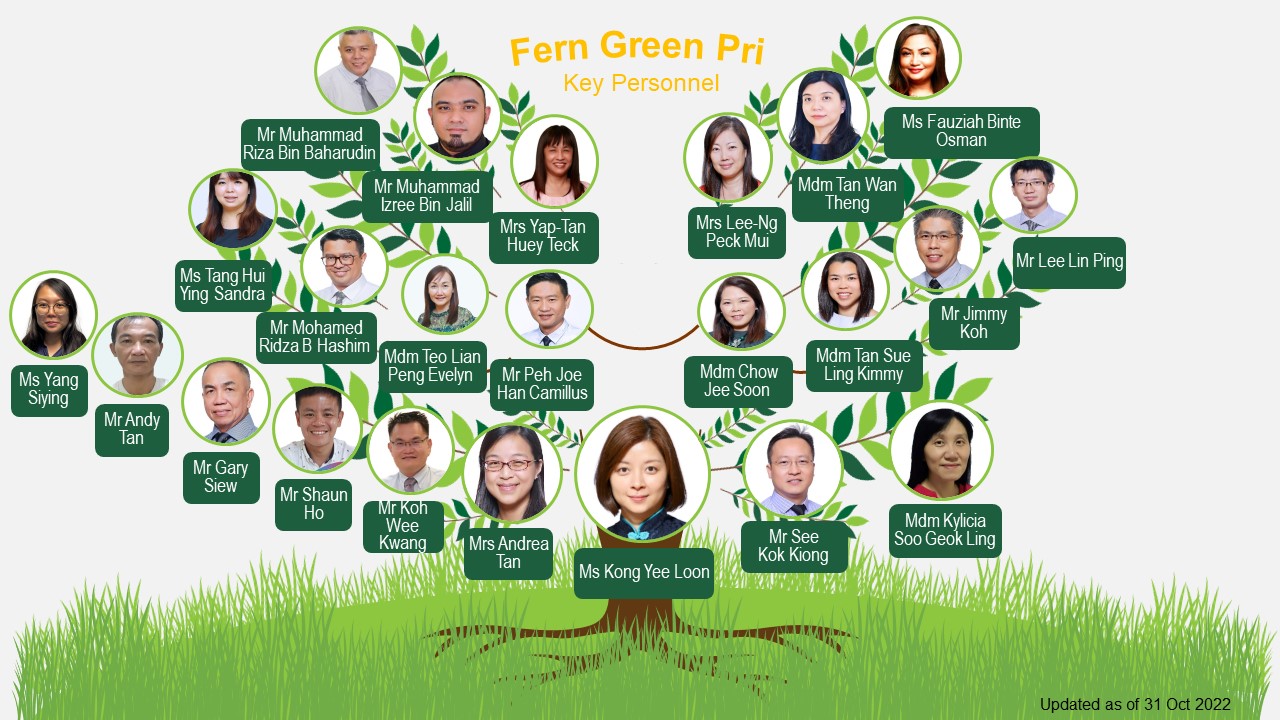 Fern Green Pri
Key Personnel
Mr Muhammad
Riza Bin Baharudin
Mr Muhammad
Izree Bin Jalil
Mrs Yap-Tan
Huey Teck
Mrs Lee-Ng
Peck Mui
Mdm Tan Wan
Theng
Ms Fauziah Binte
Osman
Ms Tang Hui
Ying Sandra
Mr Mohamed
Ridza B Hashim
Mdm Teo Lian
Peng Evelyn
Mr Peh Joe
Han Camillus
Mdm Chow
Jee Soon
Mdm Tan Sue
Ling Kimmy
Mr Jimmy
Koh
Mr Lee Lin Ping
Ms Yang
Siying
Mr Andy
Tan
Mr Gary
Siew
Mr Shaun
Ho
Mr Koh
Wee
Kwang
Mrs Andrea
Tan
Ms Kong Yee Loon
Mr See
Kok Kiong
Mdm Kylicia
Soo Geok Ling
Updated as of 31 Oct 2022